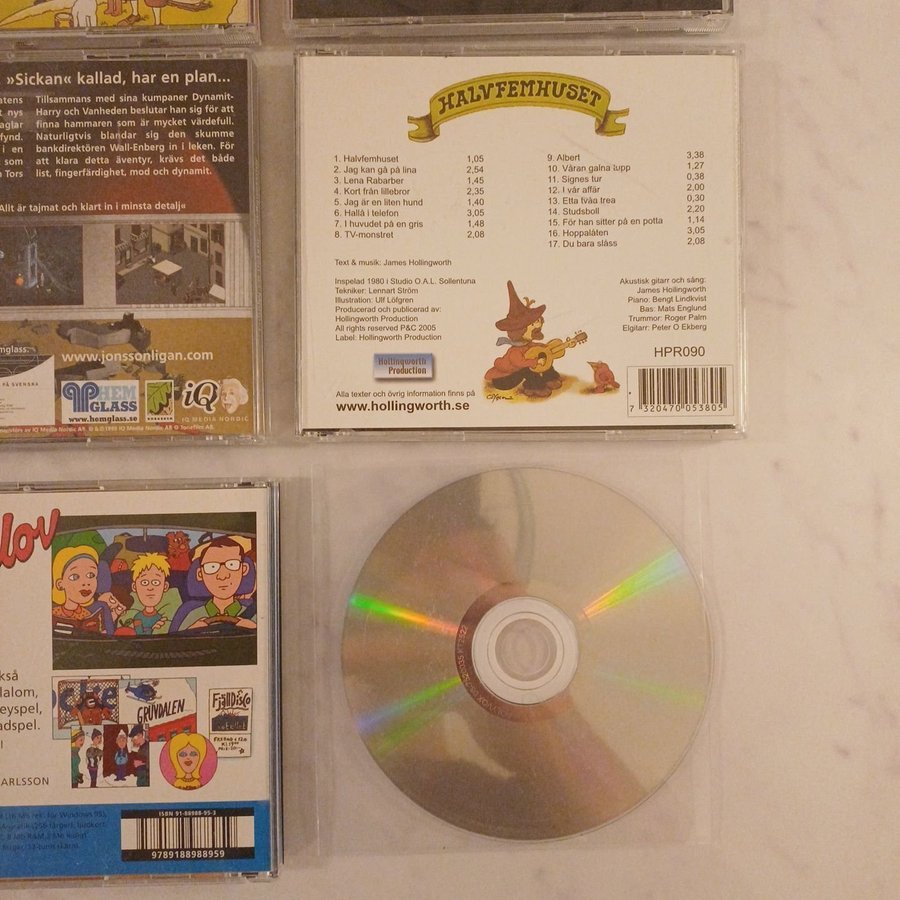 »Sickan« kallad, har en plan...
Tillsammans med sina kumpaner Dynamit-
Harry och Vanheden beslutar han sig för att
finna hammaren som är mycket värdefull.
Naturligtvis blandar sig den skumme
bankdirektören Wall-Enberg in i leken. För
att klara detta äventyr, krävs det både
list, fingerfärdighet, mod och dynamit.
Allt är tajmat och klart in i minsta detalj«
www.jonssonligan.com
PÅ SVENSKA
HEM
GLASS
www.hemglass.se
iQ
IQ MEDIA NORDIC
HALVFEMHUSET
1. Halvfemhuset 1,05
2. Jag kan gå på lina 2,54
3. Lena Rabarber 1,45
4. Kort från lillebror 2,35
5. Jag är en liten hund 1,40
6. Hallå i telefon 3,05
7. I huvudet på en gris 1,48
8. TV-monstret 2,08
9. Albert 3,38
10. Våran galna tupp 1,27
11. Signes tur 0,38
12. I vår affär 2,00
13. Etta tvåa trea 0,30
14. Studsboll 2,20
15. För han sitter på en potta 1,14
16. Hoppalåten 3,05
17. Du bara slåss 2,08
Text & musik: James Hollingworth
Inspelad 1980 i Studio O.A.L. Sollentuna
Tekniker: Lennart Ström
Illustration: Ulf Löfgren
Producerad och publicerad av:
Hollingworth Production
All rights reserved P&C 2005
Label: Hollingworth Production
Akustisk gitarr och sång:
James Hollingworth
Piano: Bengt Lindkvist
Bas: Mats Englund
Trummor: Roger Palm
Elgitarr: Peter O Ekberg
Hollingworth
Production
HPR090
Alla texter och övrig information finns på
www.hollingworth.se
7 320470 053805
lov
GRUVDALEN
FJÄLLDISCO
ARLSSON
ISBN 91-88988-95-3
9789188988959